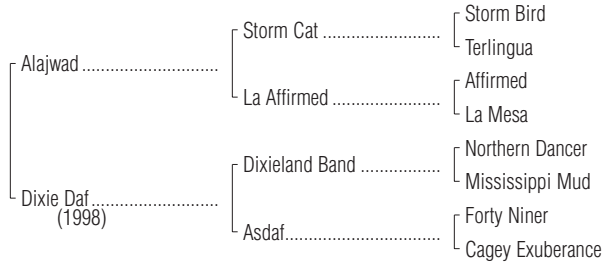 Storm Bird
Storm Cat ........................
Terlingua
Alajwad ............................
Affirmed
La Affirmed ......................
La Mesa
Northern Dancer
Dixieland Band ................
Mississippi Mud
Dixie Daf..........................
(1998)
Forty Niner
Asdaf................................
Cagey Exuberance